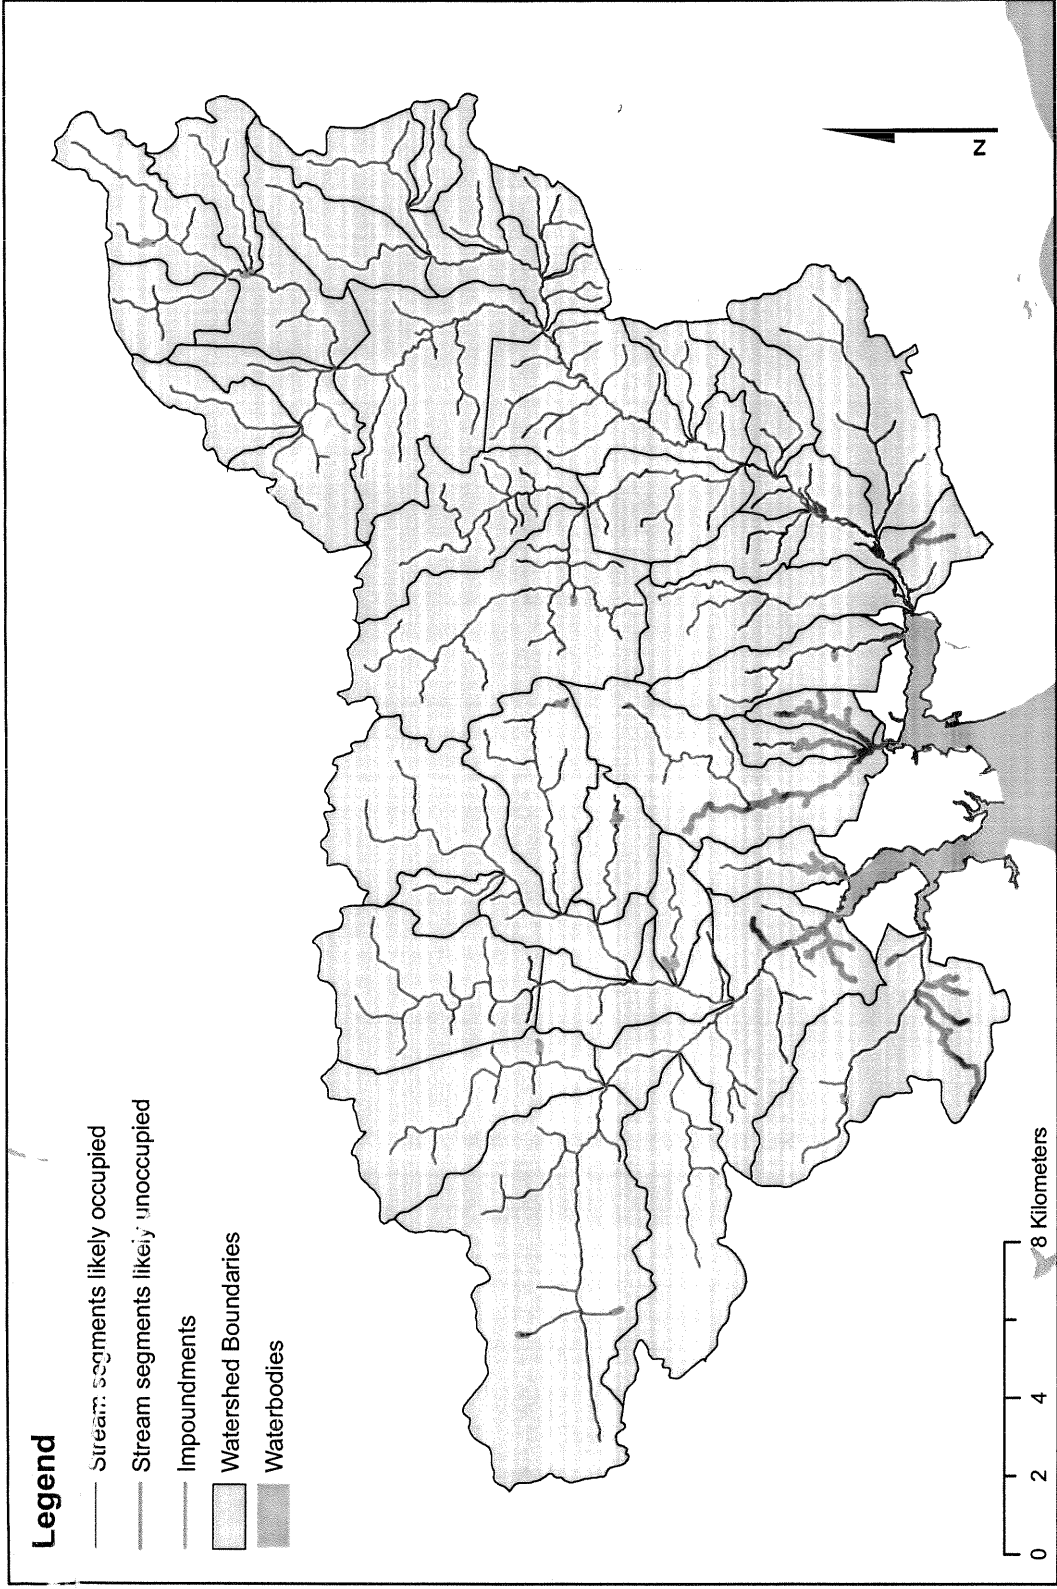 Legend
Stream segments likely occupied
Stream segments likely unoccupied
Impoundments
Watershed Boundaries
Waterbodies
0 2 4 8 Kilometers
N